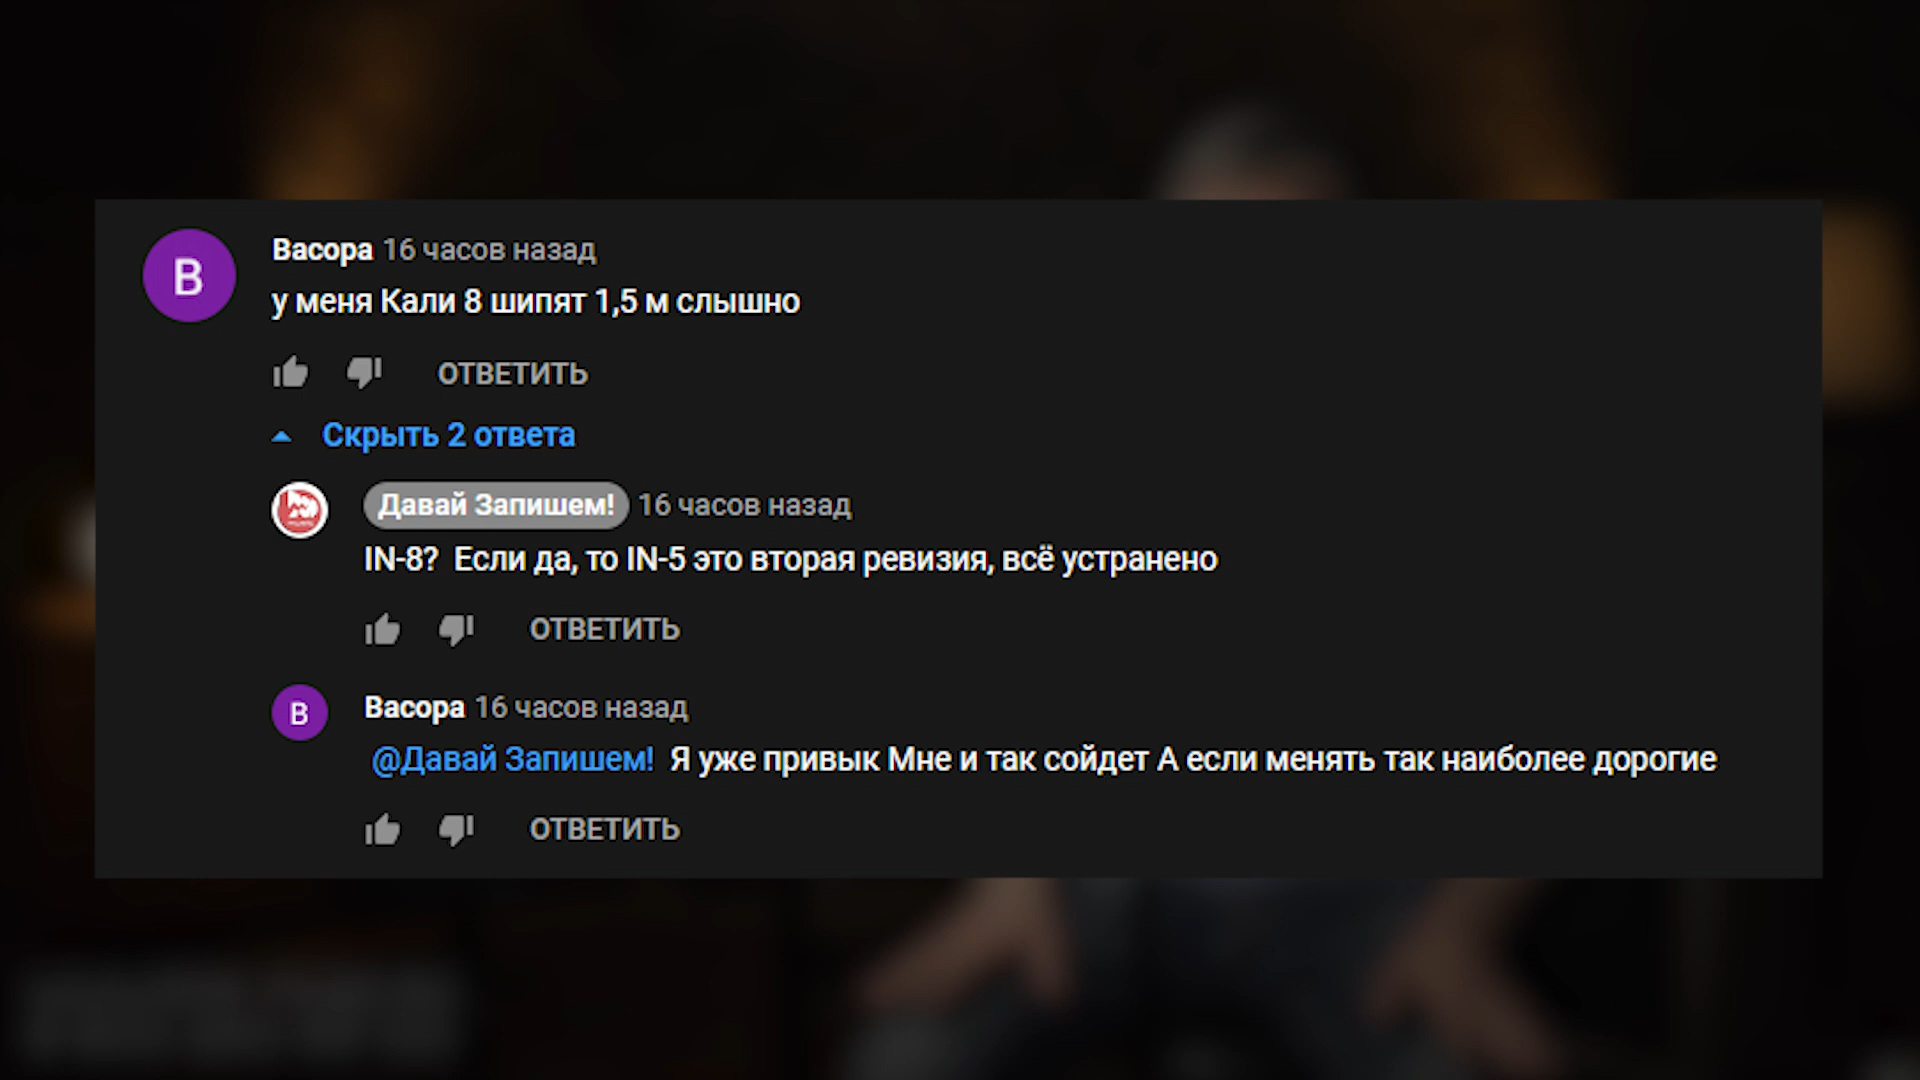 В
Васора 16 часов назад
у меня Кали 8 шипят 1,5 м слышно
ОТВЕТИТЬ
Скрыть 2 ответа
Давай Запишем! 16 часов назад
IN-8? Если да, то IN-5 это вторая ревизия, всё устранено
ОТВЕТИТЬ
В
Васора 16 часов назад
@Давай Запишем! Я уже привык Мне и так сойдет А если менять так наиболее дорогие
ОТВЕТИТЬ